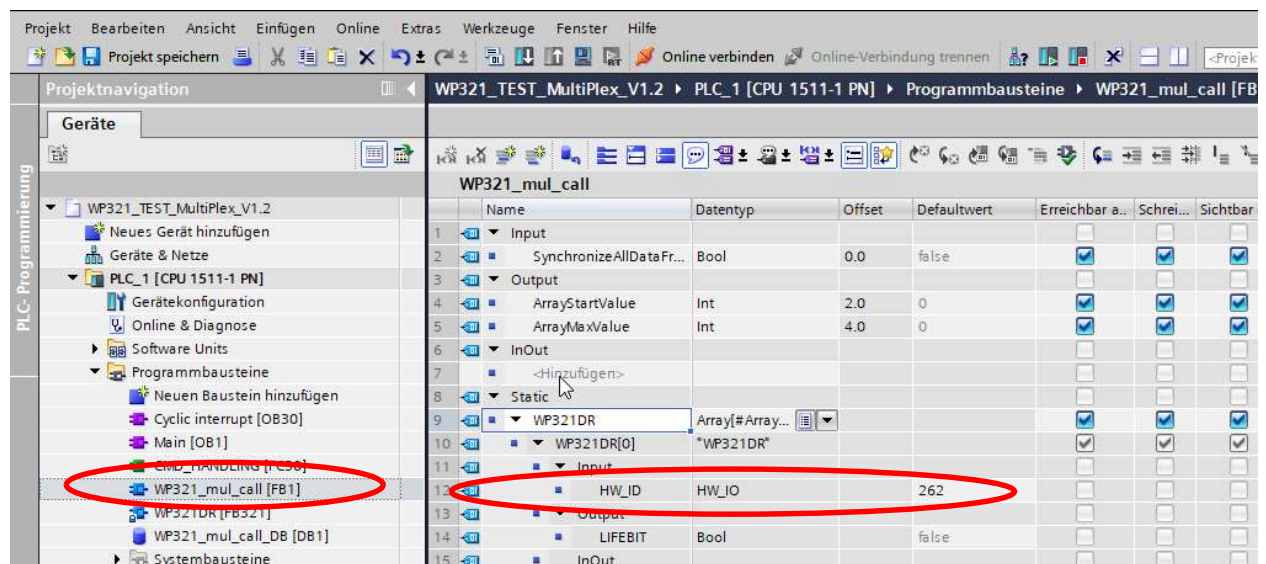 Projekt Bearbeiten Ansicht Einfügen Online Extras Werkzeuge Fenster Hilfe
Projekt speichern Online verbinden Online-Verbindung trennen <Projek
Projektnavigation
WP321_TEST_MultiPlex_V1.2 PLC_1 [CPU 1511-1 PN] Programmbausteine WP321_mul_call [FB
Geräte
PLC- Programmierung
WP321_TEST_MultiPlex_V1.2
Neues Gerät hinzufügen
Geräte & Netze
PLC_1 [CPU 1511-1 PN]
Gerätekonfiguration
Online & Diagnose
Software Units
Programmbausteine
Neuen Baustein hinzufügen
Cyclic interrupt [OB30]
Main [OB1]
CMD_HANDLING
WP321_mul_call [FB1]
WP321DR [FB321]
WP321_mul_call_DB [DB1]
Systembausteine
WP321_mul_call
Name Datentyp Offset Defaultwert Erreichbar a... Schrei... Sichtbar
1 Input
2 SynchronizeAllDataFr... Bool 0.0 false
3 Output
4 ArrayStartValue Int 2.0 0
5 ArrayMaxValue Int 4.0 0
6 InOut
7 <Hinzufügen>
8 Static
9 WP321DR Array[#Array...
10 WP321DR[0] "WP321DR"
11 Input
12 HW_ID HW_IO 262
13 Output
14 LIFEBIT Bool false
15 InOut